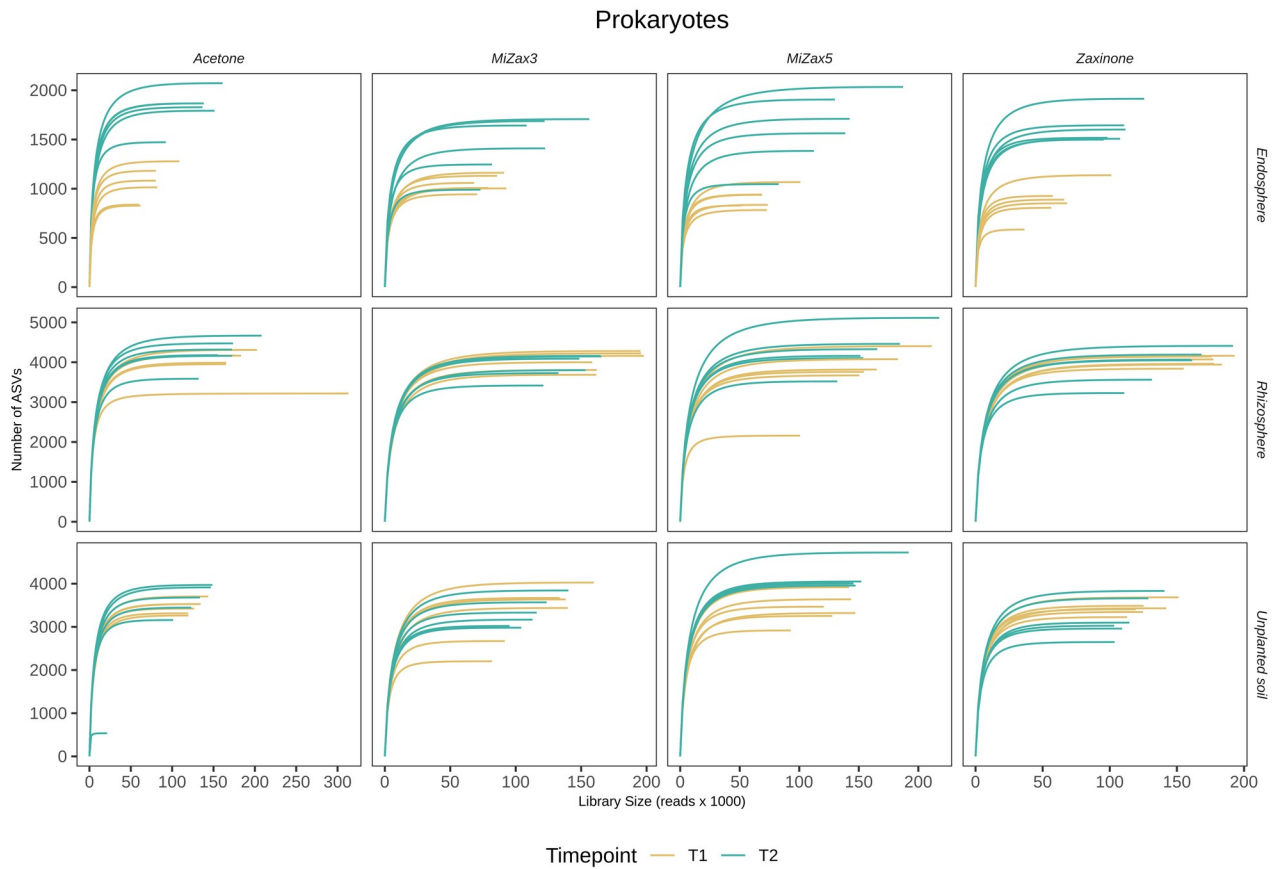 Prokaryotes
Acetone MiZax3 MiZax5 Zaxinone
2000
1500
1000
500
0
Endosphere
5000
4000
3000
2000
1000
0
Rhizosphere
Number of ASVs
4000
3000
2000
1000
0
Unplanted soil
0 50 100 150 200 250 300 0 50 100 150 200 0 50 100 150 200 0 50 100 150 200
Library Size (reads x 1000)
Timepoint T1 T2